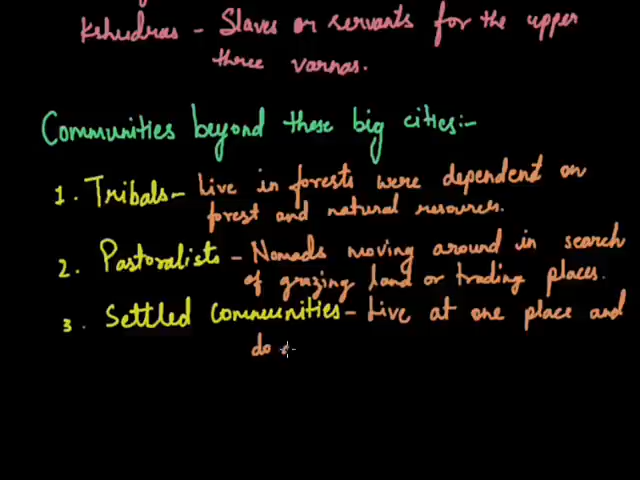 Kshudras - Slaves or servants for the upper
three varnas.
Communities beyond these big cities:-
1. Tribals - Live in forests were dependent on
forest and natural resources.
2. Pastoralists - Nomads moving around in search
of grazing land or trading places.
3. Settled Communities - Live at one place and
do